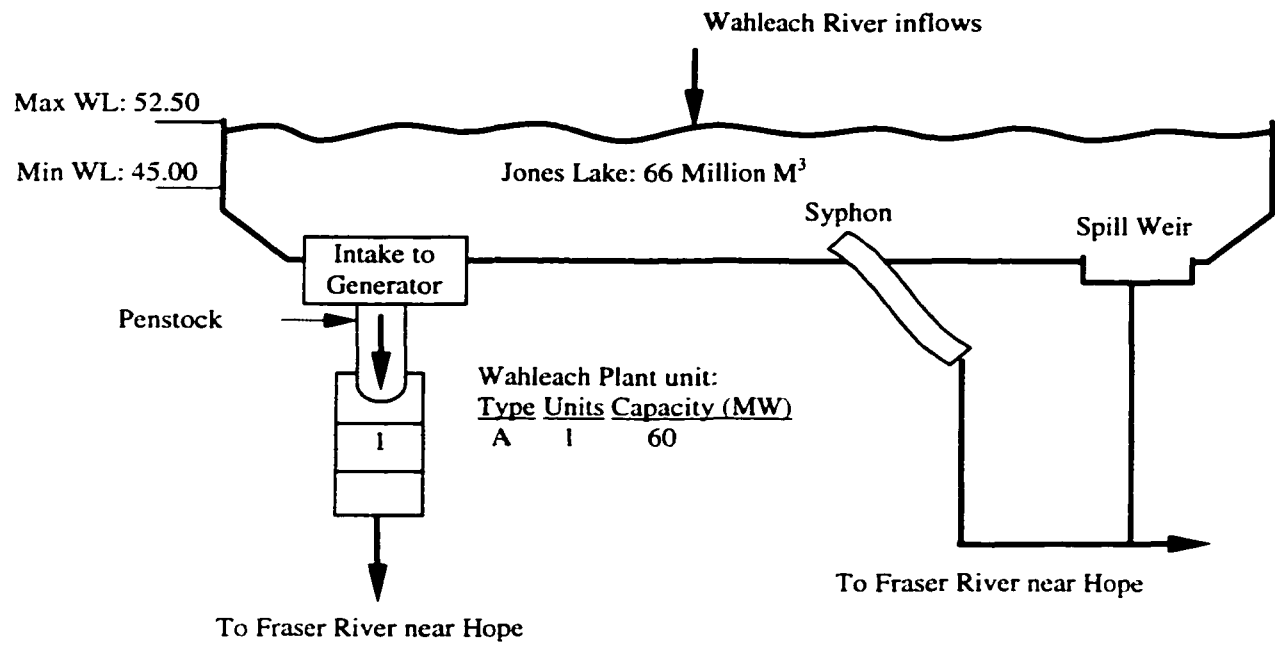 Wahleach River inflows
Max WL: 52.50
Min WL: 45.00
Jones Lake: 66 Million M³
Syphon
Spill Weir
Intake to
Generator
Penstock
Wahleach Plant unit:
Type Units Capacity (MW)
A 1 60
1
To Fraser River near Hope
To Fraser River near Hope